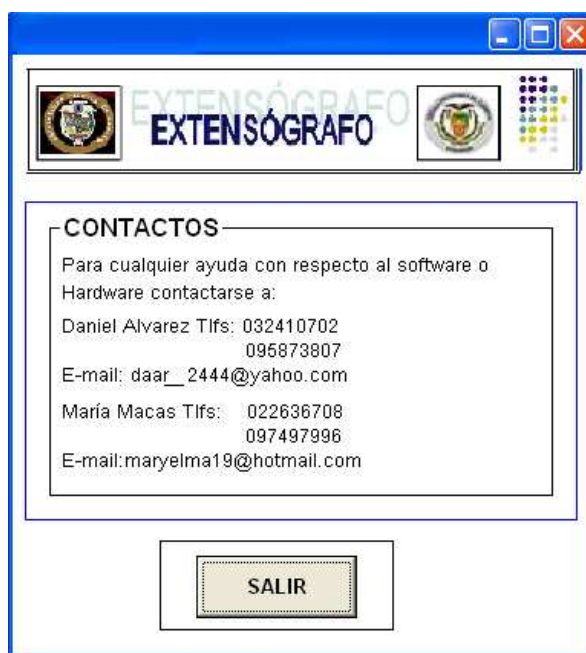 EXTENSÓGRAFO
EXTENSÓGRAFO
CONTACTOS
Para cualquier ayuda con respecto al software o
Hardware contactarse a:
Daniel Alvarez Tlfs: 032410702
095873807
E-mail: daar__2444@yahoo.com
María Macas Tlfs: 022636708
097497996
E-mail:maryelma19@hotmail.com
SALIR